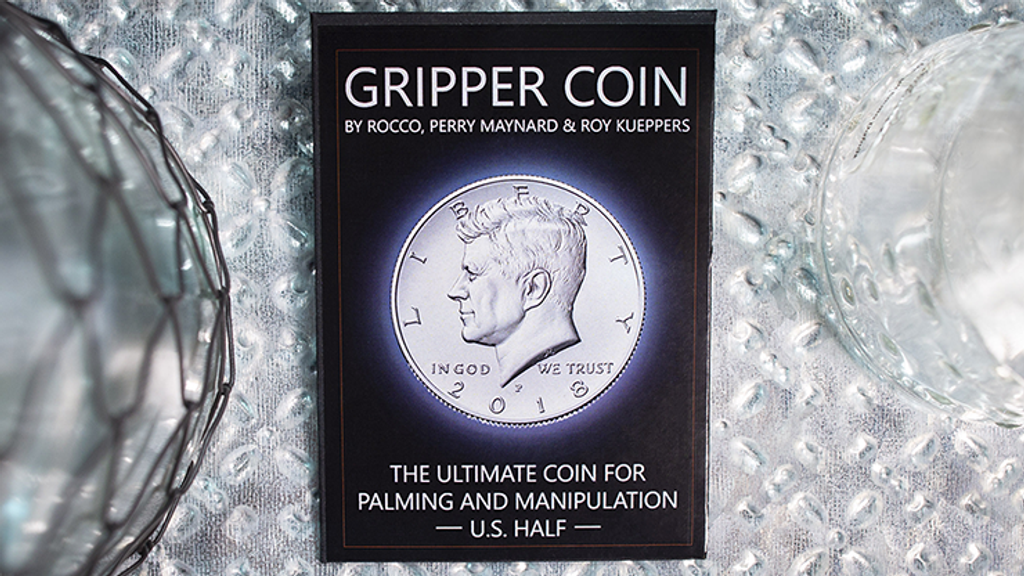 GRIPPER COIN
BY ROCCO, PERRY MAYNARD & ROY KUEPPERS
LIBERTY
IN GOD WE TRUST
P
2018
THE ULTIMATE COIN FOR
PALMING AND MANIPULATION
— U.S. HALF —